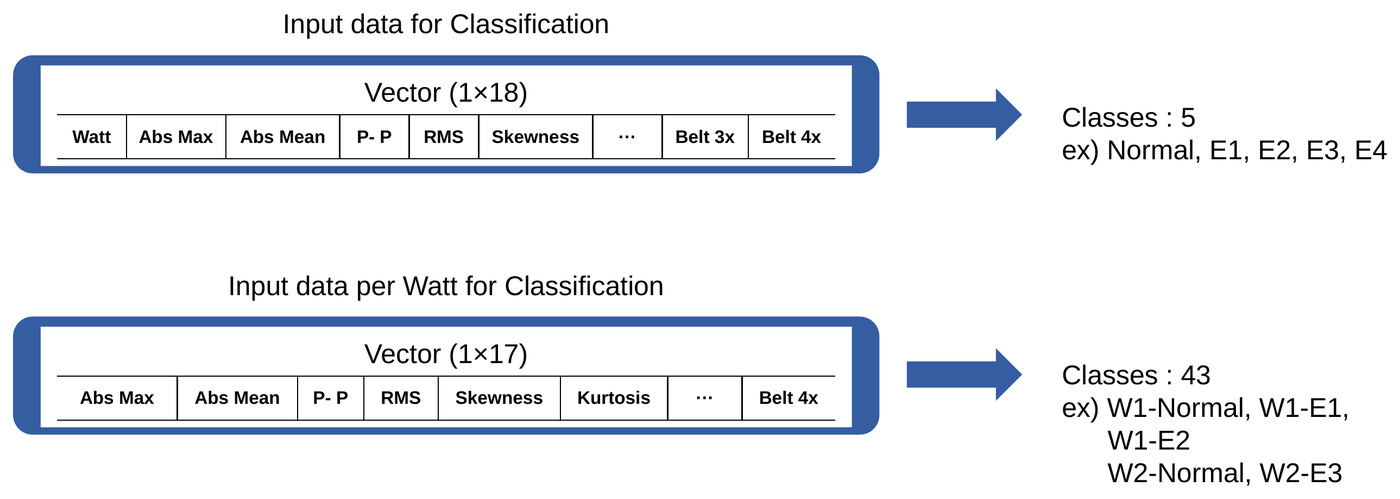 Input data for Classification
Vector (1×18)
Watt Abs Max Abs Mean P- P RMS Skewness ··· Belt 3x Belt 4x
Classes : 5
ex) Normal, E1, E2, E3, E4
Input data per Watt for Classification
Vector (1×17)
Abs Max Abs Mean P- P RMS Skewness Kurtosis ··· Belt 4x
Classes : 43
ex) W1-Normal, W1-E1,
W1-E2
W2-Normal, W2-E3